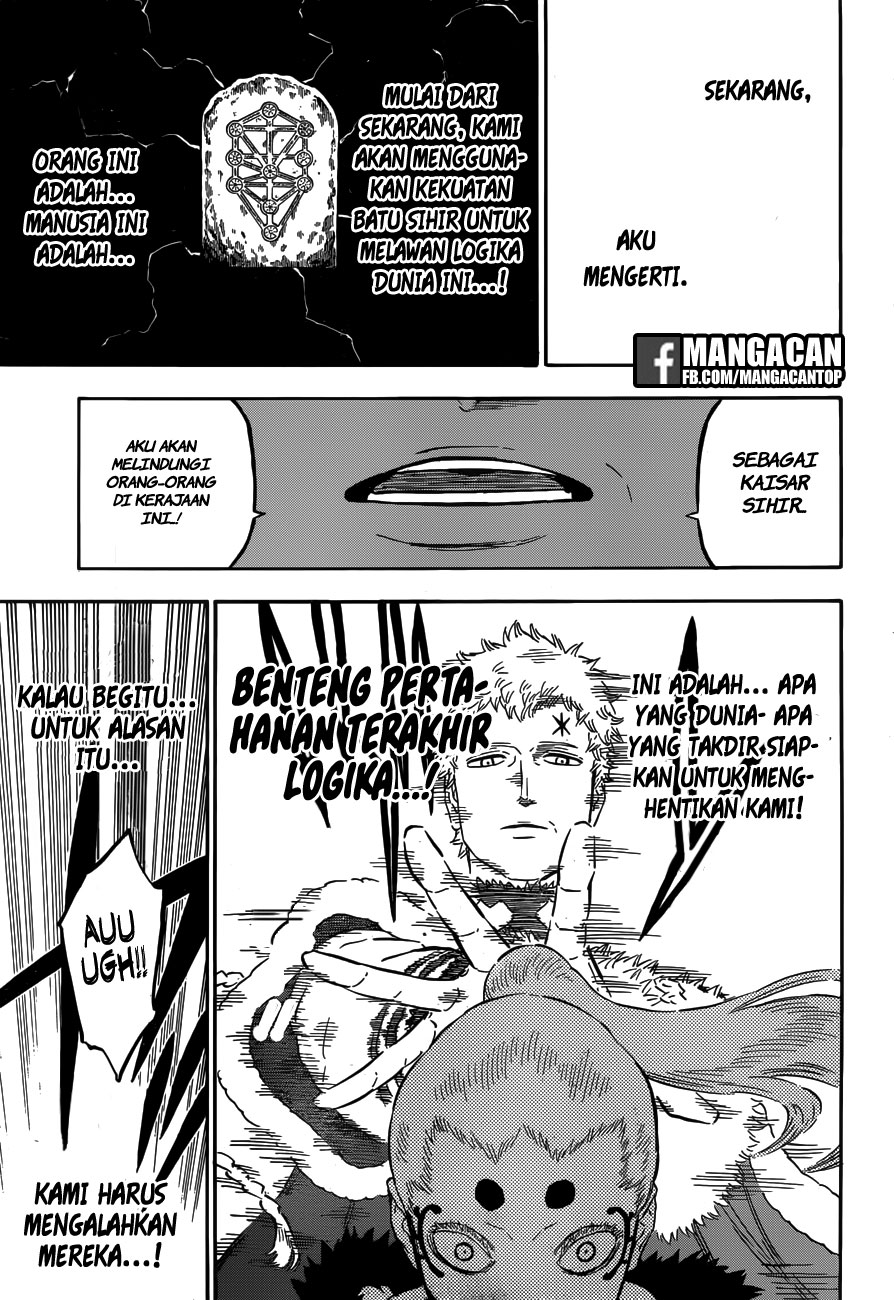 SEKARANG,
AKU
MENGERTI.
MULAI DARI
SEKARANG, KAMI
AKAN MENGGUNA-
KAN KEKUATAN
BATU SIHIR UNTUK
MELAWAN LOGIKA
DUNIA INI...!
ORANG INI
ADALAH...
MANUSIA INI
ADALAH...
MANGACAN
FB.COM/MANGACANTOP
SEBAGAI
KAISAR
SIHIR..
AKU AKAN
MELINDUNGI
ORANG-ORANG
DI KERAJAAN
INI..!
INI ADALAH... APA
YANG DUNIA- APA
YANG TAKDIR SIAP-
KAN UNTUK MENG-
HENTIKAN KAMI!
BENTENG PERTA-
HANAN TERAKHIR
LOGIKA...!
KALAU BEGITU...
UNTUK ALASAN
ITU...
AUU
UGH!!
KAMI HARUS
MENGALAHKAN
MEREKA...!